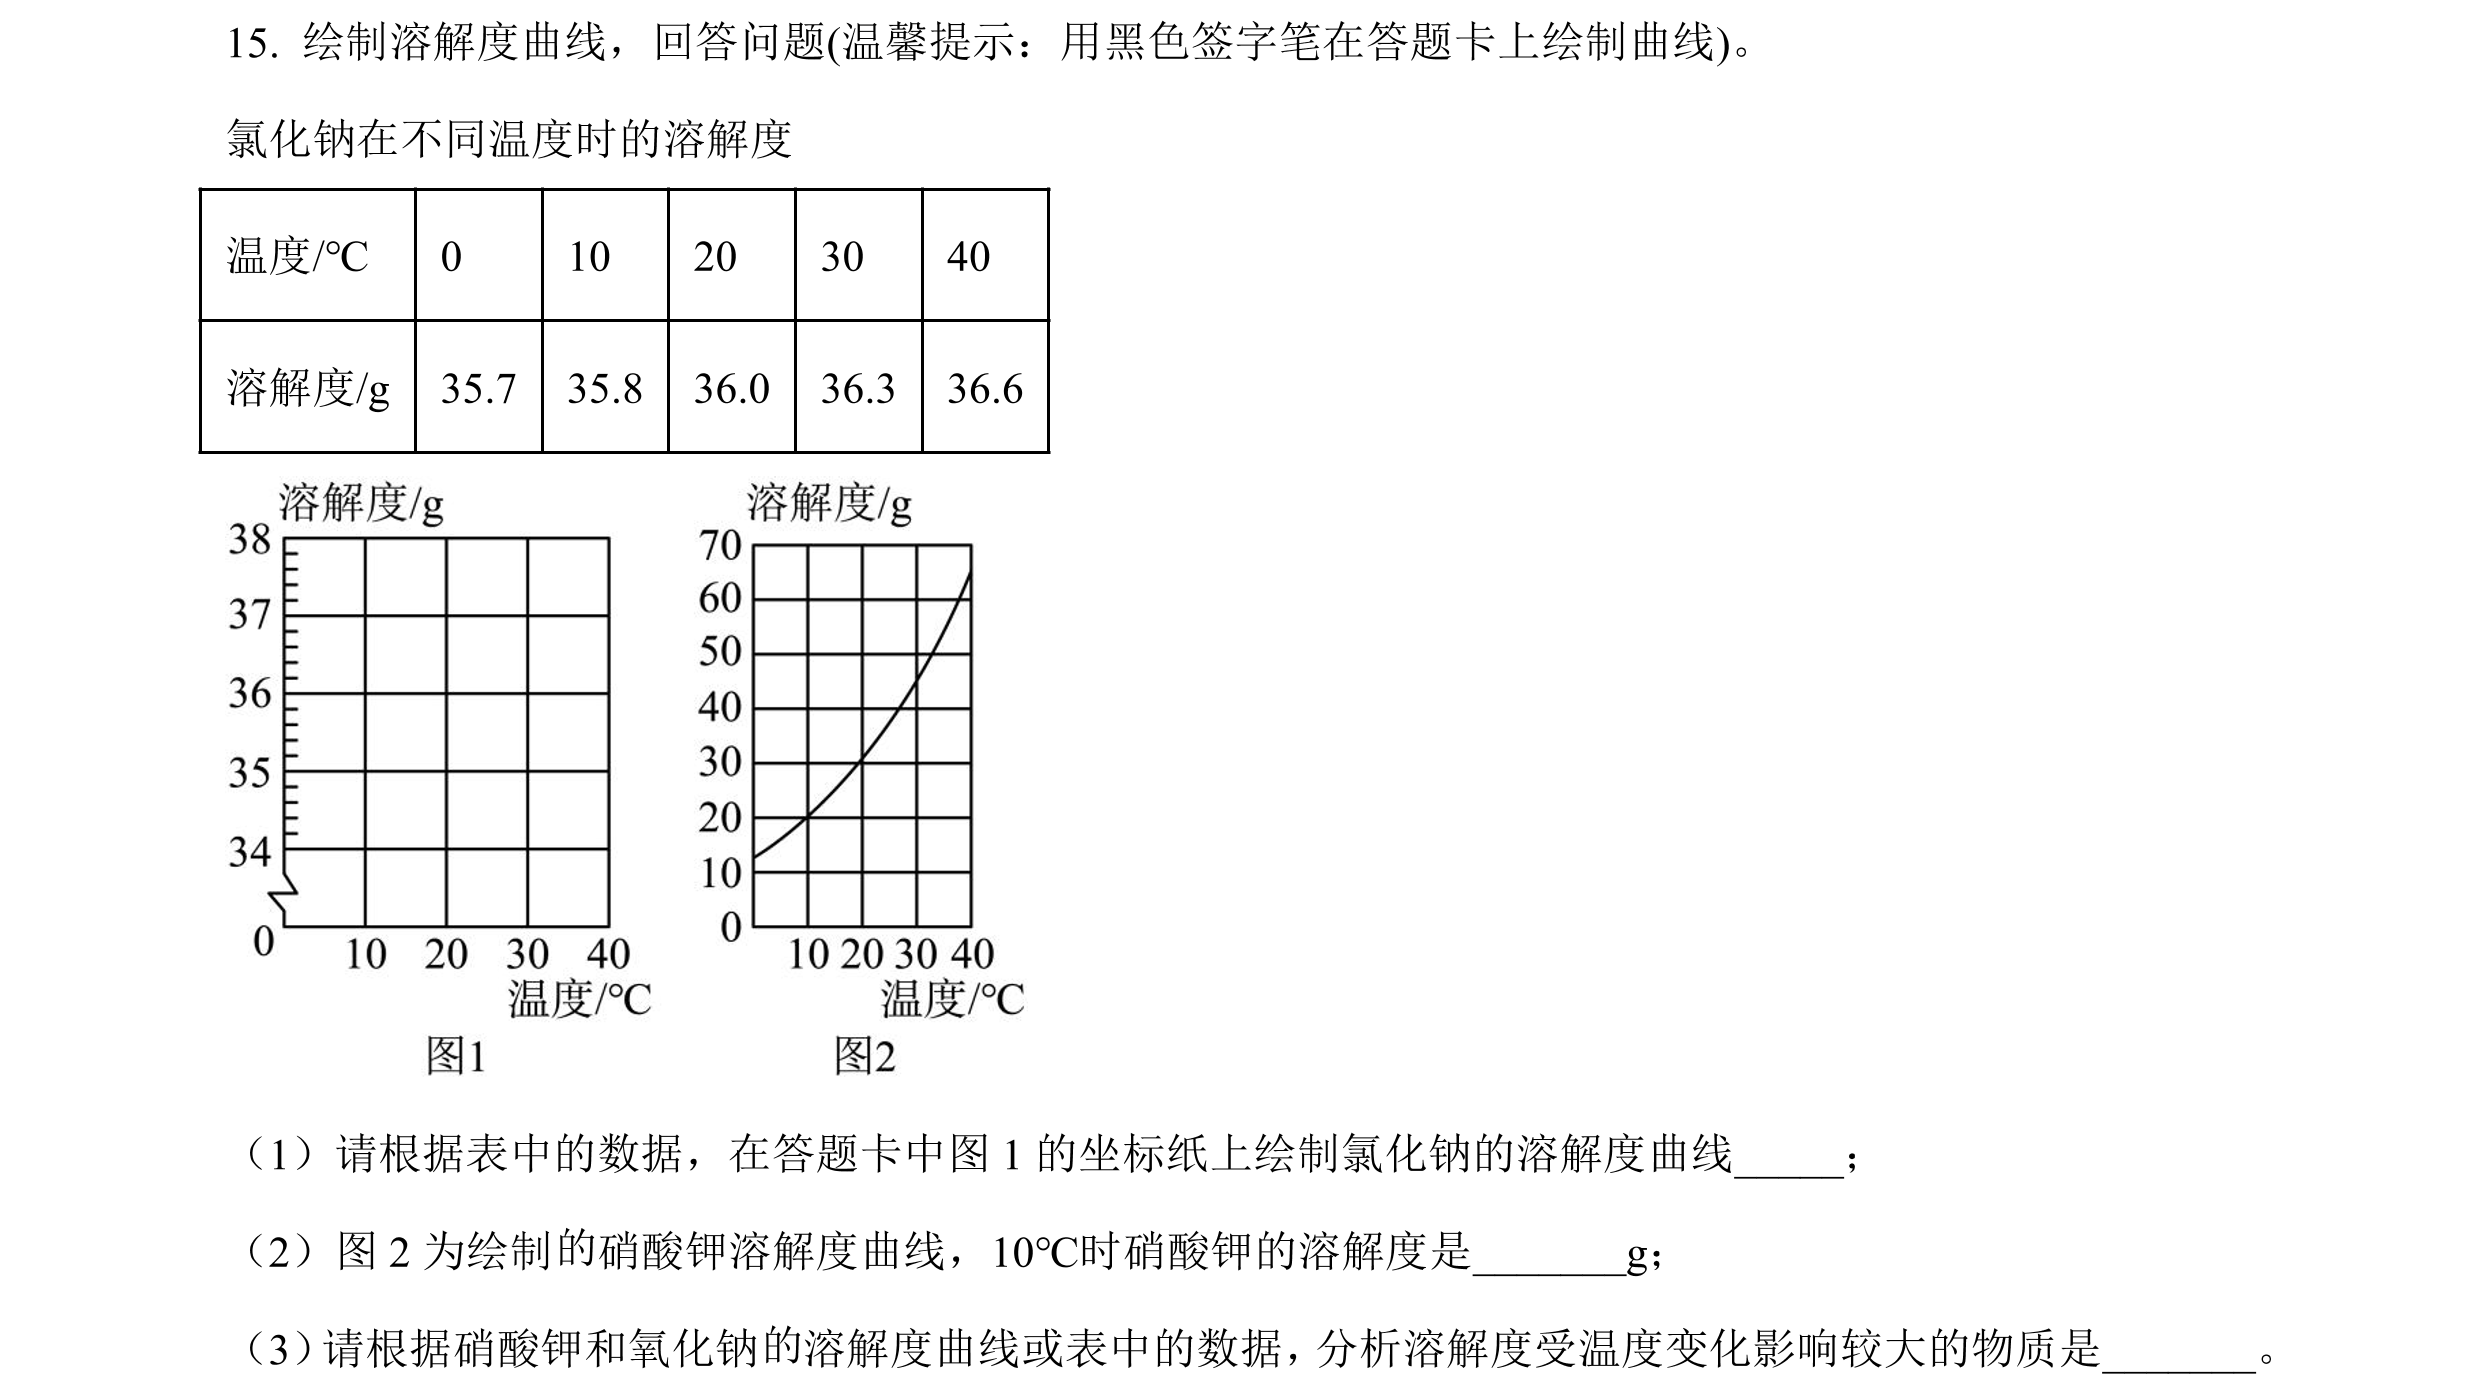 15. 绘制溶解度曲线，回答问题(温馨提示：用黑色签字笔在答题卡上绘制曲线)。
氯化钠在不同温度时的溶解度
温度/℃ 0 10 20 30 40
溶解度/g 35.7 35.8 36.0 36.3 36.6
溶解度/g
38
37
36
35
34
0
10 20 30 40
温度/℃
图1
溶解度/g
70
60
50
40
30
20
10
0
10 20 30 40
温度/℃
图2
（1）请根据表中的数据，在答题卡中图 1 的坐标纸上绘制氯化钠的溶解度曲线_____；
（2）图 2 为绘制的硝酸钾溶解度曲线，10℃时硝酸钾的溶解度是_______g；
（3）请根据硝酸钾和氧化钠的溶解度曲线或表中的数据，分析溶解度受温度变化影响较大的物质是_______。